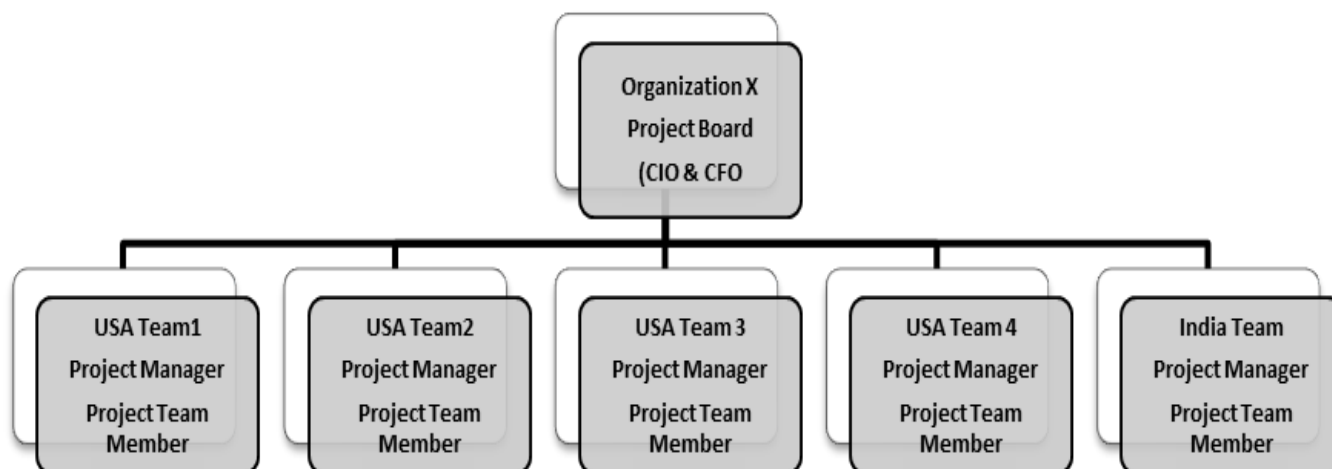 Organization X
Project Board
(CIO & CFO
USA Team1
Project Manager
Project Team
Member
USA Team2
Project Manager
Project Team
Member
USA Team 3
Project Manager
Project Team
Member
USA Team 4
Project Manager
Project Team
Member
India Team
Project Manager
Project Team
Member